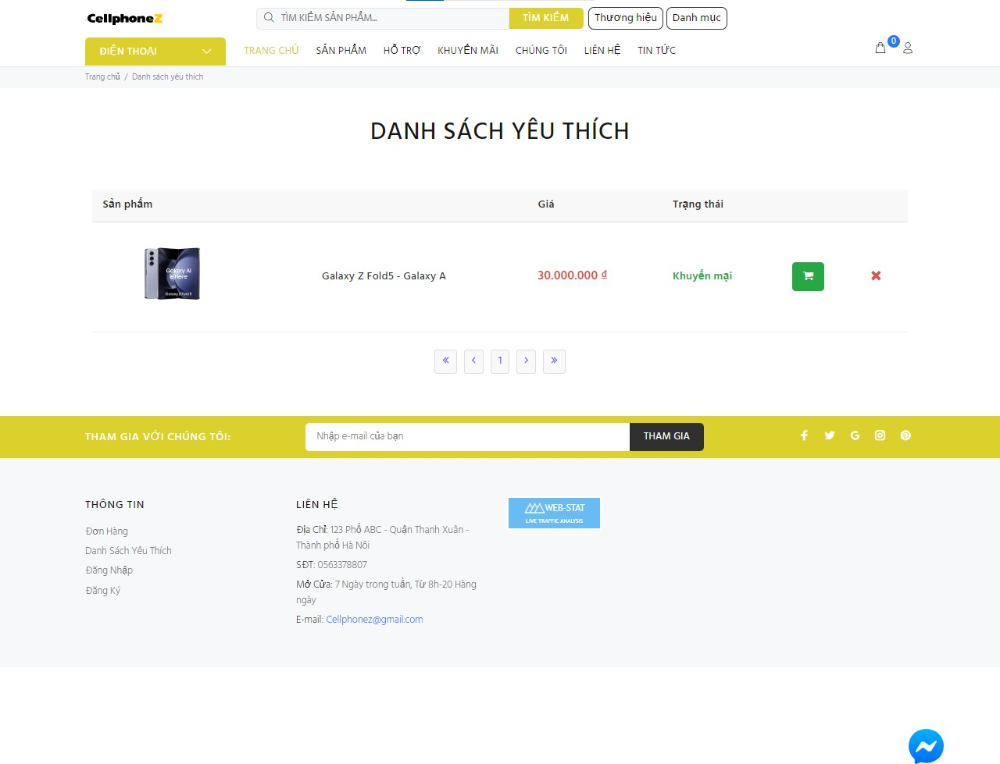 CellphoneZ
TÌM KIẾM SẢN PHẨM...
TÌM KIẾM
Thương hiệu
Danh mục
ĐIỆN THOẠI
TRANG CHỦ
SẢN PHẨM
HỖ TRỢ
KHUYẾN MÃI
CHÚNG TÔI
LIÊN HỆ
TIN TỨC
0
Trang chủ / Danh sách yêu thích
DANH SÁCH YÊU THÍCH
Sản phẩm
Giá
Trạng thái
Galaxy AI
is here
Galaxy Z Fold5
Galaxy Z Fold5 - Galaxy A
30.000.000 ₫
Khuyến mại
«
‹
1
›
»
THAM GIA VỚI CHÚNG TÔI:
Nhập e-mail của bạn
THAM GIA
THÔNG TIN
Đơn Hàng
Danh Sách Yêu Thích
Đăng Nhập
Đăng Ký
LIÊN HỆ
Địa Chỉ: 123 Phố ABC - Quận Thanh Xuân -
Thành phố Hà Nôi
SĐT: 0563378807
Mở Cửa: 7 Ngày trong tuần, Từ 8h-20 Hàng
ngày
E-mail: Cellphonez@gmail.com
WEB-STAT
LIVE TRAFFIC ANALYSIS